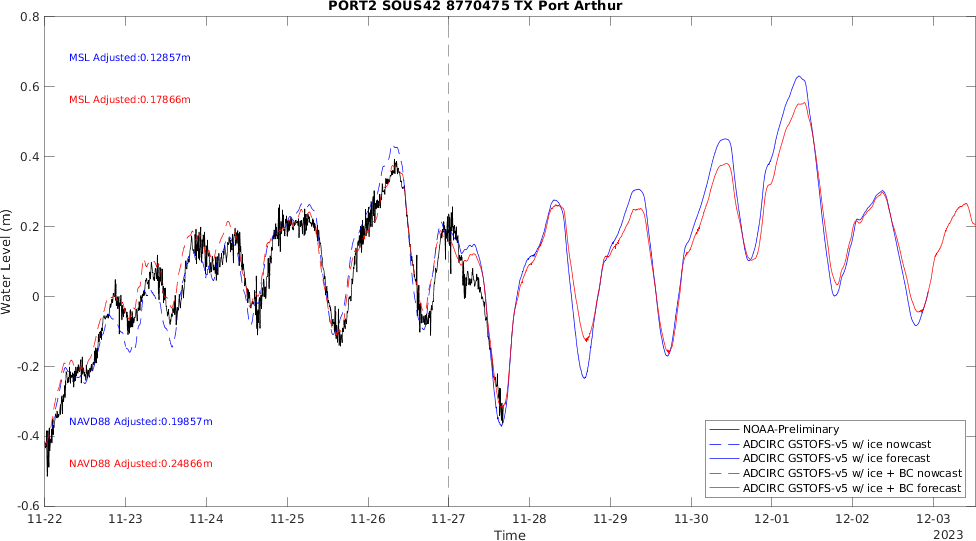 PORT2 SOUS42 8770475 TX Port Arthur
0.8
MSL Adjusted:0.12857m
0.6
MSL Adjusted:0.17866m
0.4
0.2
Water Level (m)
0
-0.2
NAVD88 Adjusted:0.19857m
-0.4
NAVD88 Adjusted:0.24866m
-0.6
NOAA-Preliminary
ADCIRC GSTOFS-v5 w/ ice nowcast
ADCIRC GSTOFS-v5 w/ ice forecast
ADCIRC GSTOFS-v5 w/ ice + BC nowcast
ADCIRC GSTOFS-v5 w/ ice + BC forecast
11-22 11-23 11-24 11-25 11-26 11-27 11-28 11-29 11-30 12-01 12-02 12-03
Time
2023